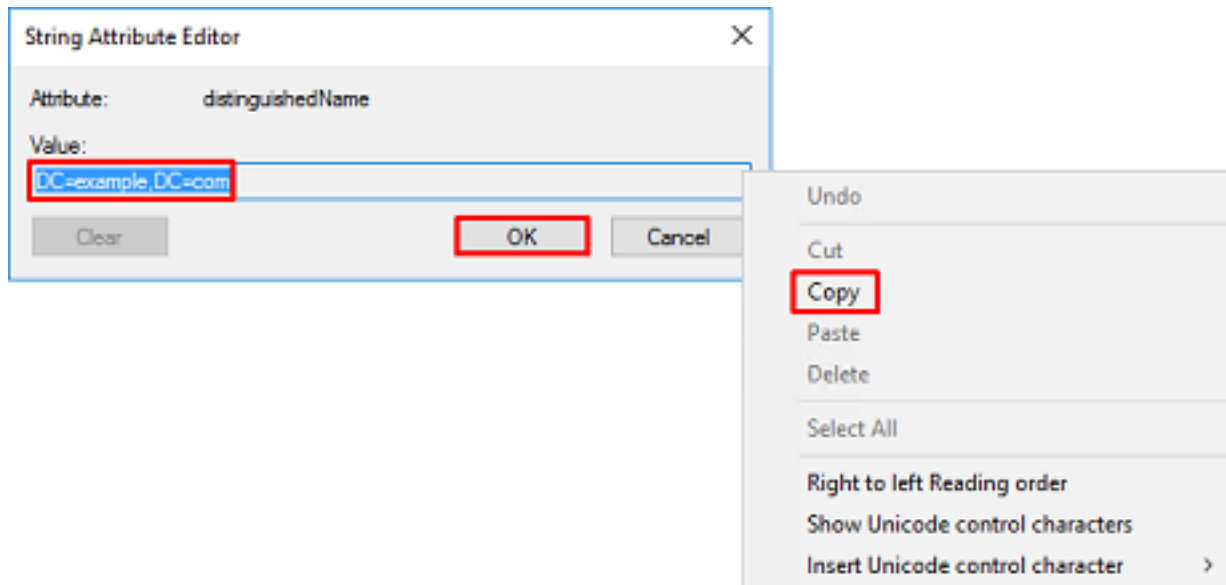 String Attribute Editor
Attribute: distinguishedName
Value:
DC=example,DC=com
Clear OK Cancel
Undo
Cut
Copy
Paste
Delete
Select All
Right to left Reading order
Show Unicode control characters
Insert Unicode control character